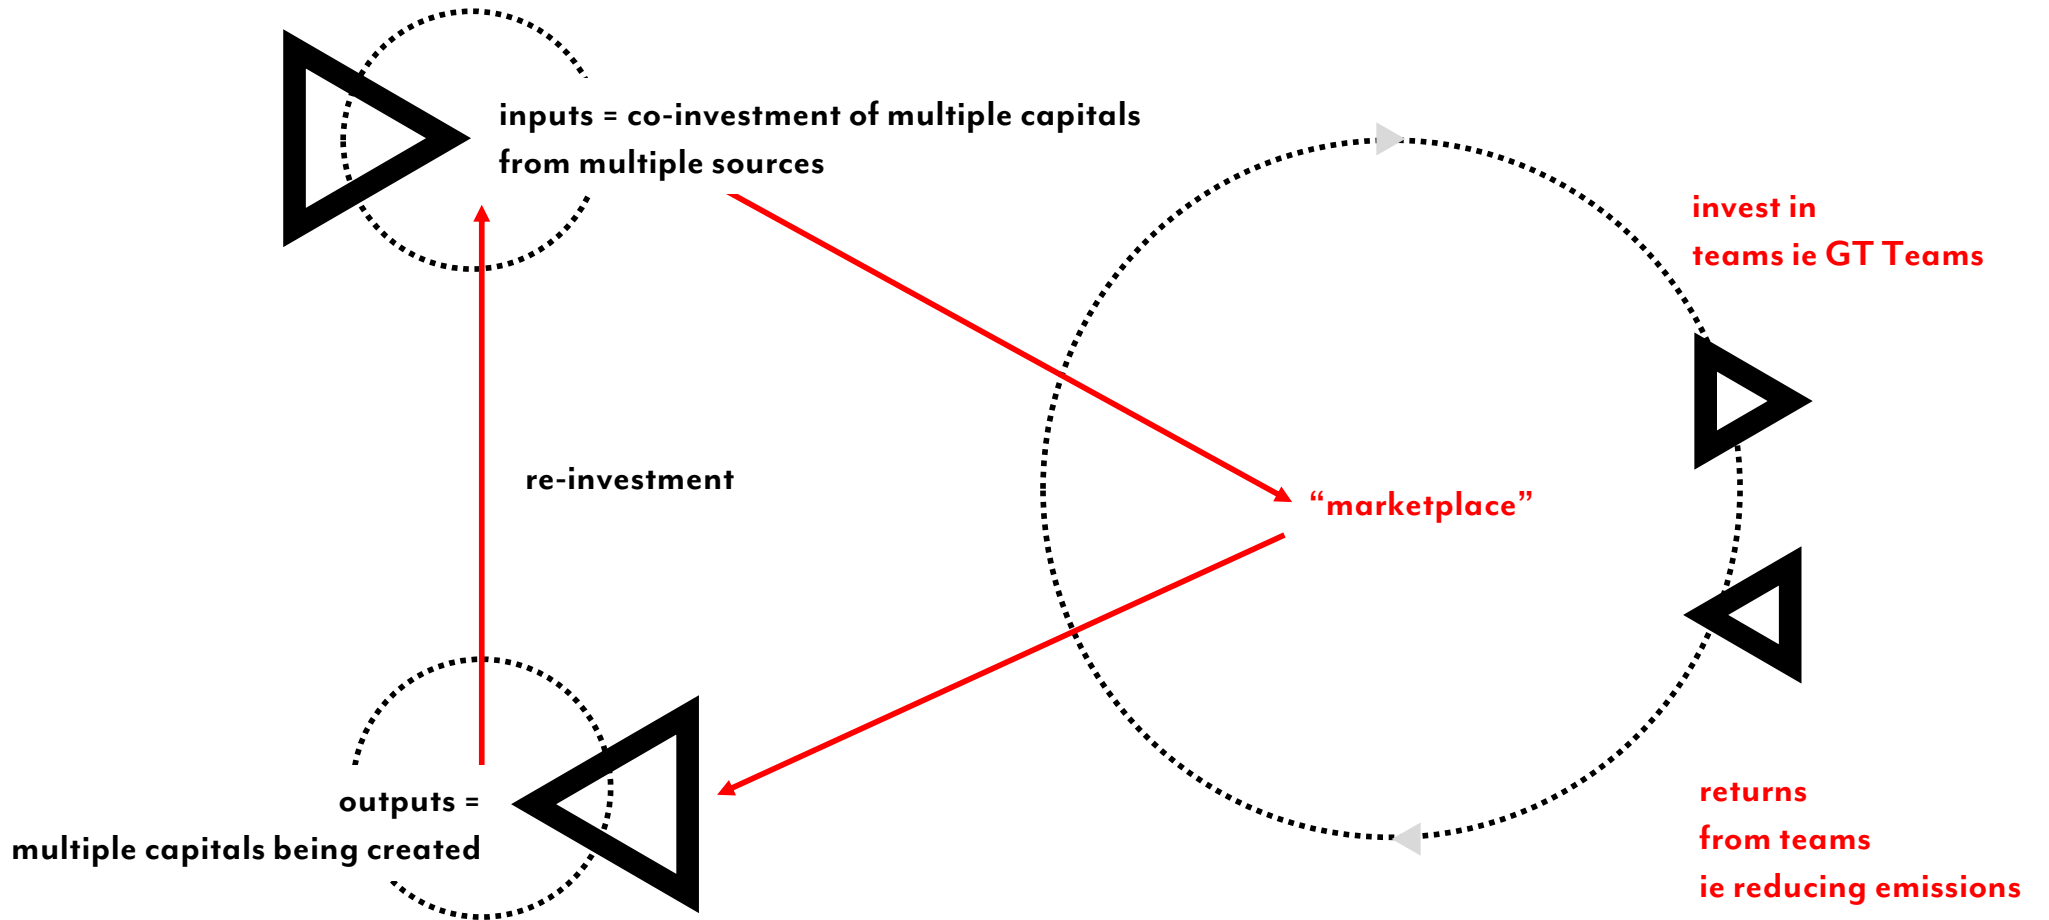 inputs = co-investment of multiple capitals
from multiple sources
invest in
teams ie GT Teams
re-investment
“marketplace”
outputs =
multiple capitals being created
returns
from teams
ie reducing emissions